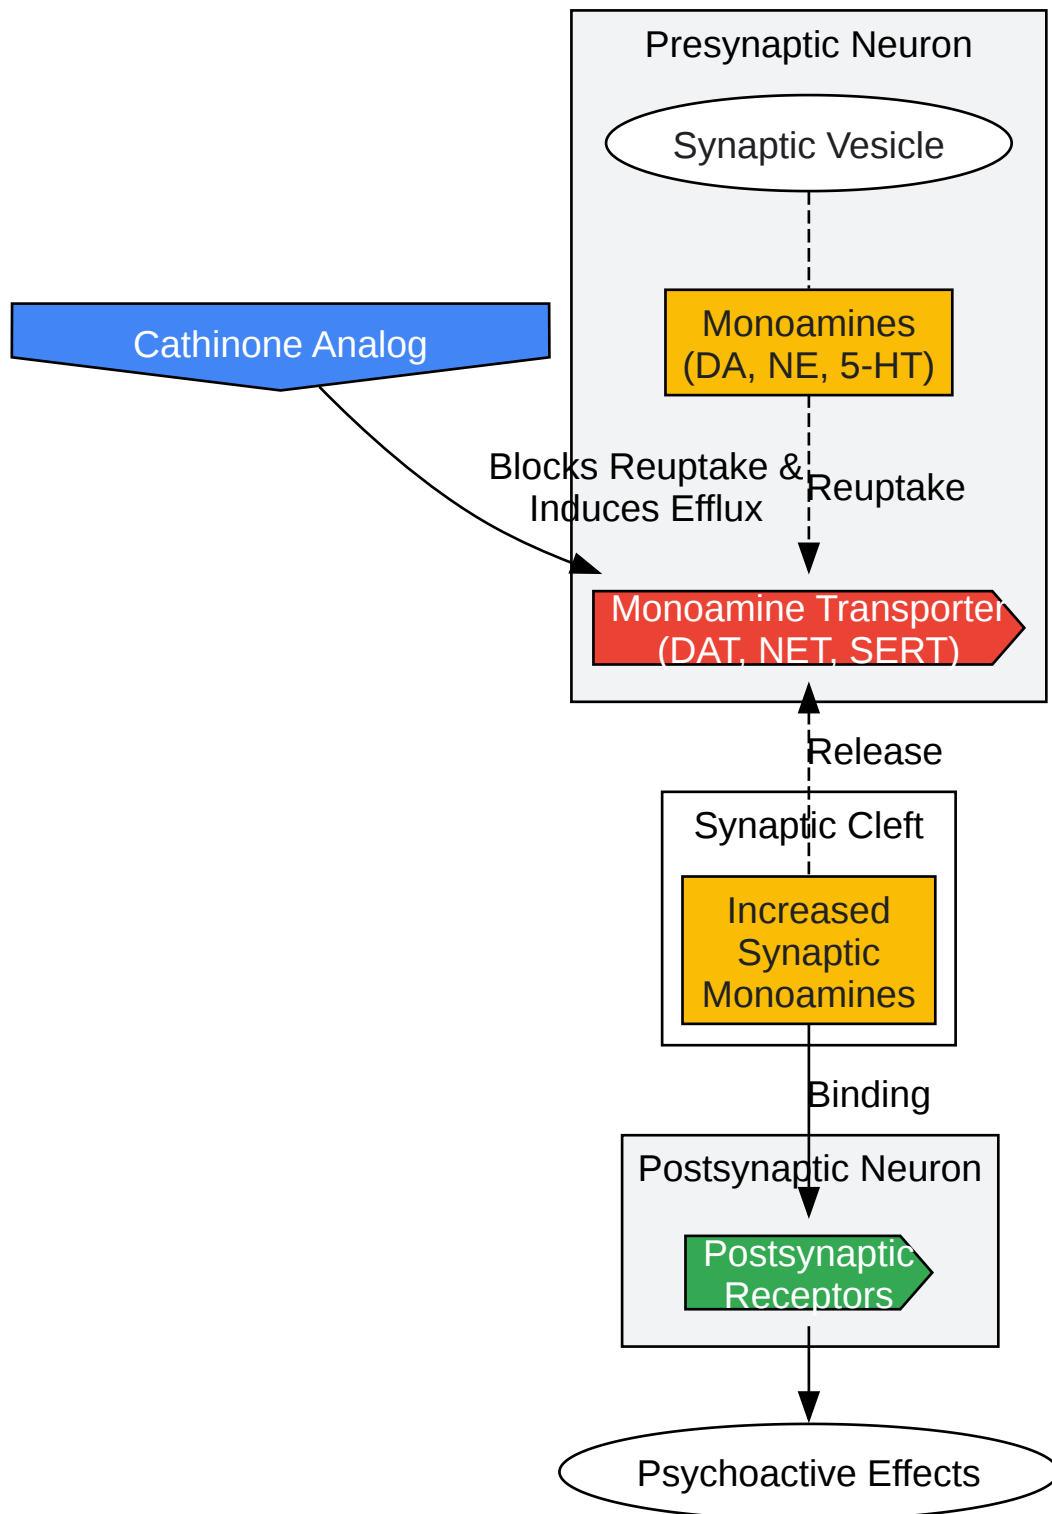 Presynaptic Neuron
Synaptic Vesicle
Monoamines
(DA, NE, 5-HT)
Cathinone Analog
Blocks Reuptake &
Induces Efflux
Reuptake
Monoamine Transporter
(DAT, NET, SERT)
Release
Synaptic Cleft
Increased
Synaptic
Monoamines
Binding
Postsynaptic Neuron
Postsynaptic
Receptors
Psychoactive Effects